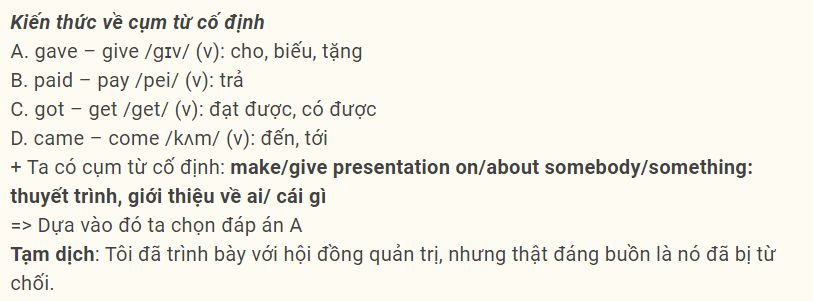 Kiến thức về cụm từ cố định
A. gave – give /gɪv/ (v): cho, biếu, tặng
B. paid – pay /pei/ (v): trả
C. got – get /get/ (v): đạt được, có được
D. came – come /kʌm/ (v): đến, tới
+ Ta có cụm từ cố định: make/give presentation on/about somebody/something:
thuyết trình, giới thiệu về ai/ cái gì
=> Dựa vào đó ta chọn đáp án A
Tạm dịch: Tôi đã trình bày với hội đồng quản trị, nhưng thật đáng buồn là nó đã bị từ
chối.